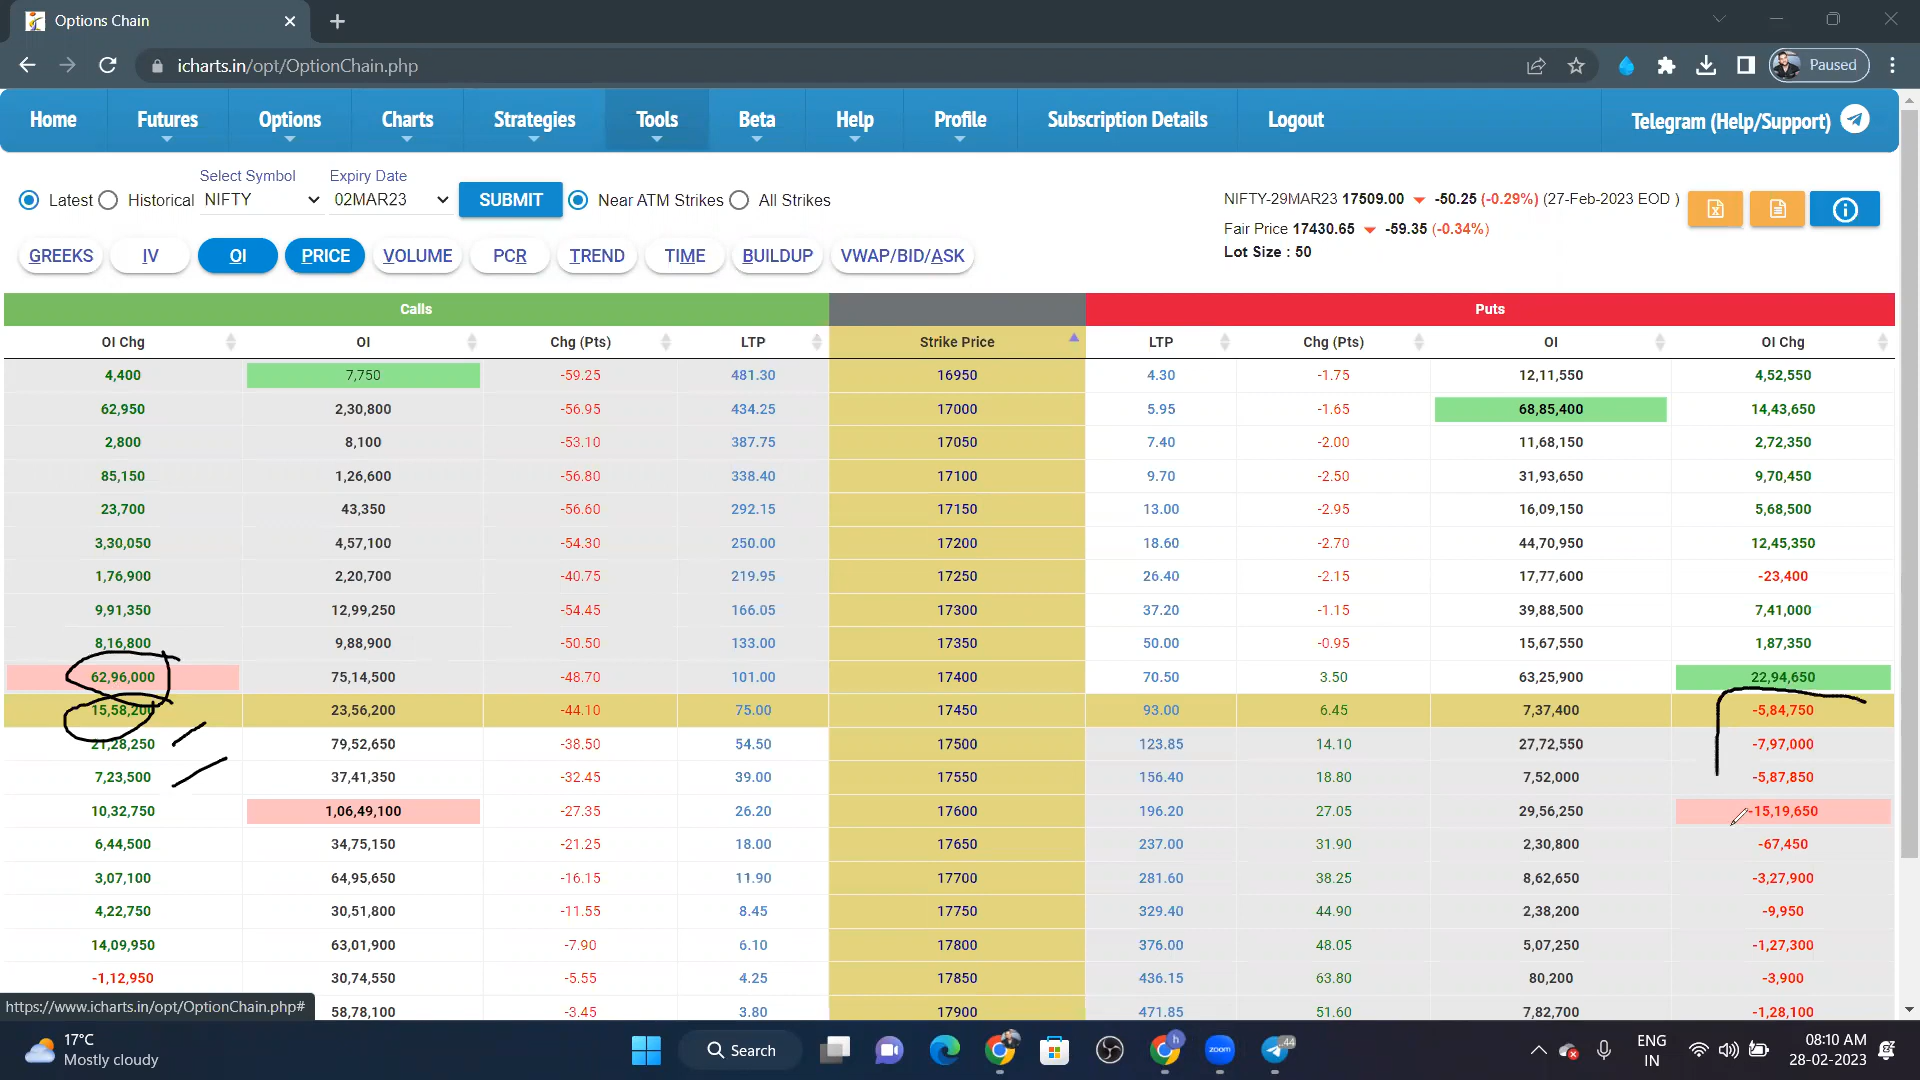 Options Chain
icharts.in/opt/OptionChain.php
Paused
Home Futures Options Charts Strategies Tools Beta Help Profile Subscription Details Logout Telegram (Help/Support)
Select Symbol Expiry Date
Latest Historical NIFTY 02MAR23 SUBMIT Near ATM Strikes All Strikes
NIFTY-29MAR23 17509.00 -50.25 (-0.29%) (27-Feb-2023 EOD )
Fair Price 17430.65 -59.35 (-0.34%)
Lot Size : 50
GREEKS IV OI PRICE VOLUME PCR TREND TIME BUILDUP VWAP/BID/ASK
Calls Puts
OI Chg OI Chg (Pts) LTP Strike Price LTP Chg (Pts) OI OI Chg
4,400 7,750 -59.25 481.30 16950 4.30 -1.75 12,11,550 4,52,550
62,950 2,30,800 -56.95 434.25 17000 5.95 -1.65 68,85,400 14,43,650
2,800 8,100 -53.10 387.75 17050 7.40 -2.00 11,68,150 2,72,350
85,150 1,26,600 -56.80 338.40 17100 9.70 -2.50 31,93,650 9,70,450
23,700 43,350 -56.60 292.15 17150 13.00 -2.95 16,09,150 5,68,500
3,30,050 4,57,100 -54.30 250.00 17200 18.60 -2.70 44,70,950 12,45,350
1,76,900 2,20,700 -40.75 219.95 17250 26.40 -2.15 17,77,600 -23,400
9,91,350 12,99,250 -54.45 166.05 17300 37.20 -1.15 39,88,500 7,41,000
8,16,800 9,88,900 -50.50 133.00 17350 50.00 -0.95 15,67,550 1,87,350
62,96,000 75,14,500 -48.70 101.00 17400 70.50 3.50 63,25,900 22,94,650
15,58,200 23,56,200 -44.10 75.00 17450 93.00 6.45 7,37,400 -5,84,750
21,28,250 79,52,650 -38.50 54.50 17500 123.85 14.10 27,72,550 -7,97,000
7,23,500 37,41,350 -32.45 39.00 17550 156.40 18.80 7,52,000 -5,87,850
10,32,750 1,06,49,100 -27.35 26.20 17600 196.20 27.05 29,56,250 -15,19,650
6,44,500 34,75,150 -21.25 18.00 17650 237.00 31.90 2,30,800 -67,450
3,07,100 64,95,650 -16.15 11.90 17700 281.60 38.25 8,62,650 -3,27,900
4,22,750 30,51,800 -11.55 8.45 17750 329.40 44.90 2,38,200 -9,950
14,09,950 63,01,900 -7.90 6.10 17800 376.00 48.05 5,07,250 -1,27,300
-1,12,950 30,74,550 -5.55 4.25 17850 436.15 63.80 80,200 -3,900
58,78,100 -3.45 3.80 17900 471.85 51.60 7,82,700 -1,28,100
https://www.icharts.in/opt/OptionChain.php#
17°C
Mostly cloudy
Search
zoom
h
44
ENG
IN
08:10 AM
28-02-2023